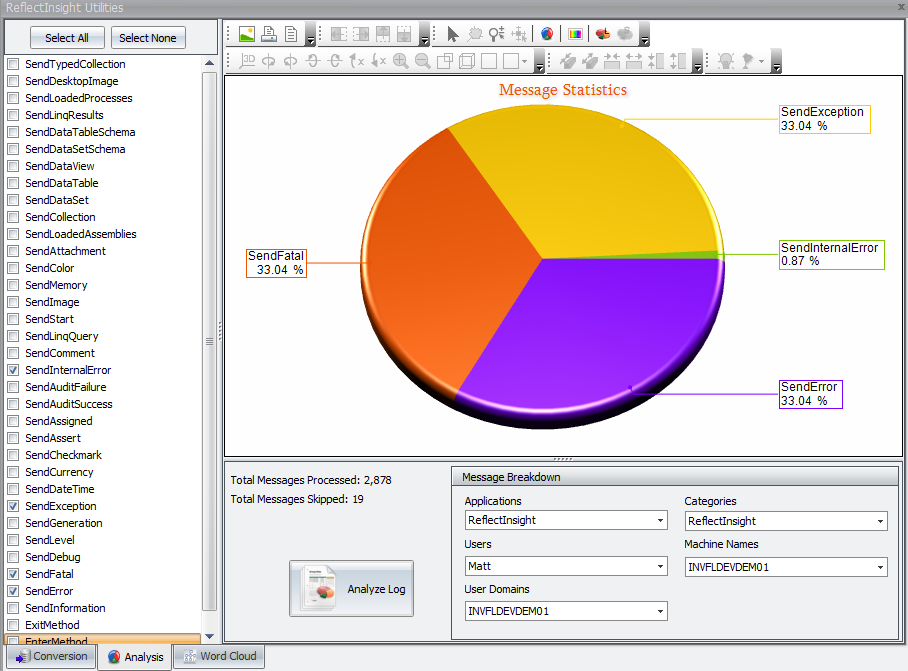 ReflectInsight Utilities
Select All
Select None
SendTypedCollection
SendDesktopImage
SendLoadedProcesses
SendLinqResults
SendDataTableSchema
SendDataSetSchema
SendDataView
SendDataTable
SendDataSet
SendCollection
SendLoadedAssemblies
SendAttachment
SendColor
SendMemory
SendImage
SendStart
SendLinqQuery
SendComment
SendInternalError
SendAuditFailure
SendAuditSuccess
SendAssigned
SendAssert
SendCheckmark
SendCurrency
SendDateTime
SendException
SendGeneration
SendLevel
SendDebug
SendFatal
SendError
SendInformation
ExitMethod
EnterMethod
3D
Message Statistics
SendException
33.04 %
SendInternalError
0.87 %
SendFatal
33.04 %
SendError
33.04 %
Total Messages Processed: 2,878
Total Messages Skipped: 19
Analyze Log
Message Breakdown
Applications
ReflectInsight
Categories
ReflectInsight
Users
Matt
Machine Names
INVFLDEVDEM01
User Domains
INVFLDEVDEM01
Conversion
Analysis
Word Cloud